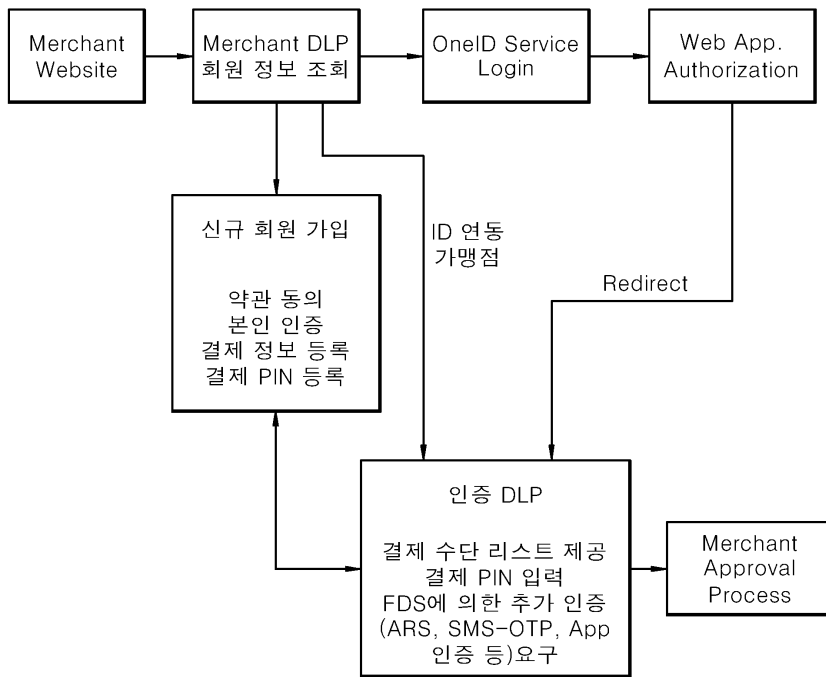 Merchant
Website
Merchant DLP
회원 정보 조회
OneID Service
Login
Web App.
Authorization
신규 회원 가입
약관 동의
본인 인증
결제 정보 등록
결제 PIN 등록
ID 연동
가맹점
Redirect
인증 DLP
결제 수단 리스트 제공
결제 PIN 입력
FDS에 의한 추가 인증
(ARS, SMS-OTP, App
인증 등)요구
Merchant
Approval
Process